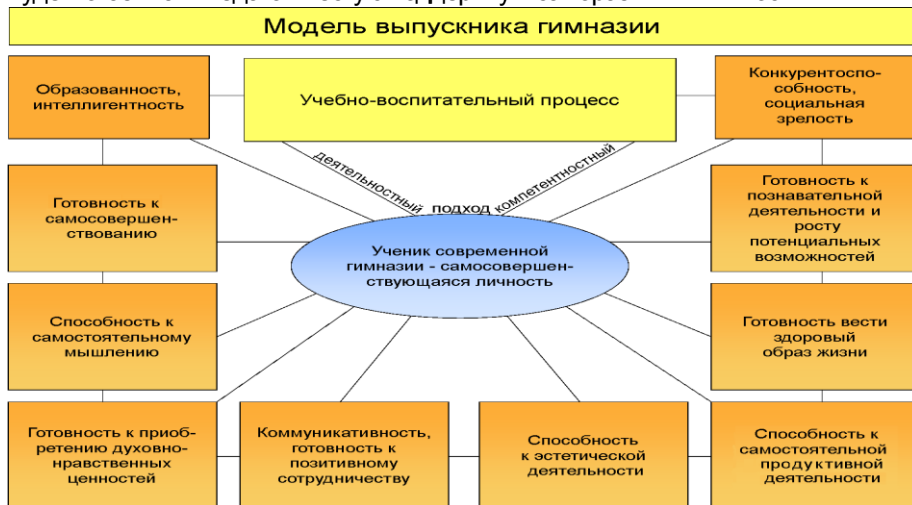 Модель выпускника гимназии
Образованность,
интеллигентность
Учебно-воспитательный процесс
Конкурентоспо-
собность,
социальная
зрелость
деятельностный
подход
компетентностный
Готовность к
самосовершен-
ствованию
Ученик современной
гимназии - самосовершен-
ствующаяся личность
Готовность к
познавательной
деятельности и
росту
потенциальных
возможностей
Способность к
самостоятельному
мышлению
Готовность вести
здоровый
образ жизни
Готовность к приоб-
ретению духовно-
нравственных
ценностей
Коммуникативность,
готовность к
позитивному
сотрудничеству
Способность
к эстетической
деятельности
Способность к
самостоятельной
продуктивной
деятельности